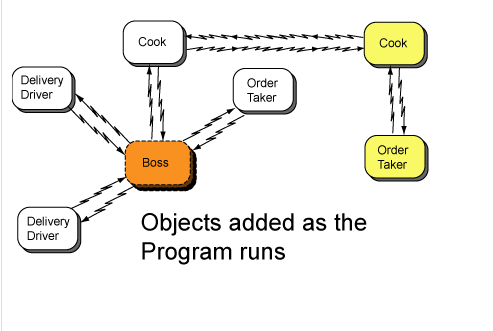 Cook
Cook
Delivery
Driver
Order
Taker
Boss
Order
Taker
Delivery
Driver
Objects added as the
Program runs